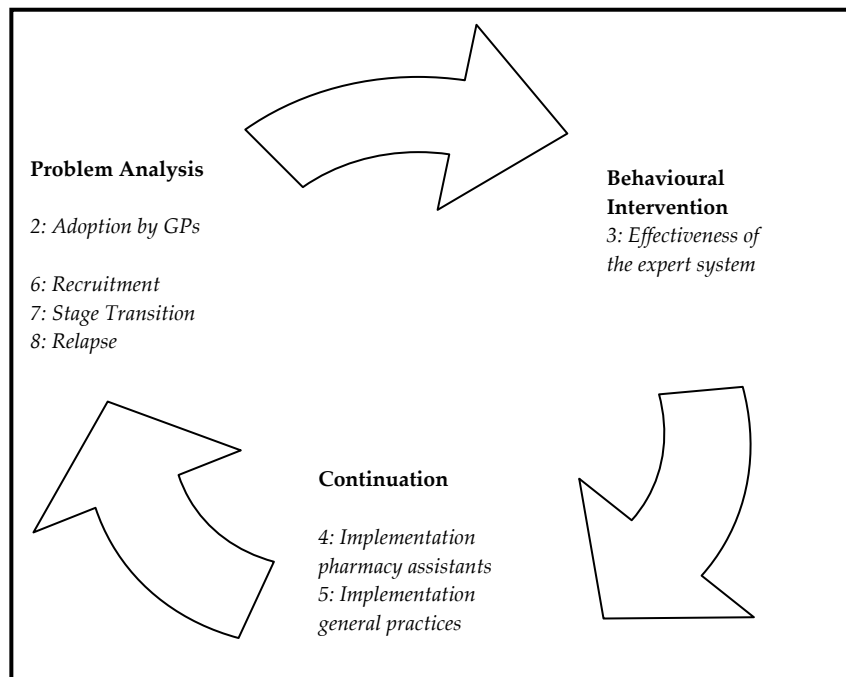 Problem Analysis
2: Adoption by GPs
6: Recruitment
7: Stage Transition
8: Relapse
Behavioural
Intervention
3: Effectiveness of
the expert system
Continuation
4: Implementation
pharmacy assistants
5: Implementation
general practices